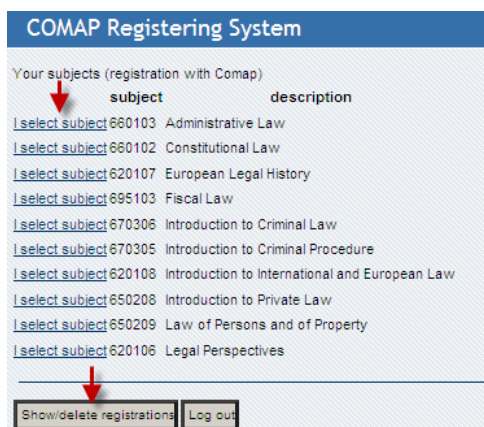 COMAP Registering System
Your subjects (registration with Comap)
subject description
I select subject 660103 Administrative Law
I select subject 660102 Constitutional Law
I select subject 620107 European Legal History
I select subject 695103 Fiscal Law
I select subject 670306 Introduction to Criminal Law
I select subject 670305 Introduction to Criminal Procedure
I select subject 620108 Introduction to International and European Law
I select subject 650208 Introduction to Private Law
I select subject 650209 Law of Persons and of Property
I select subject 620106 Legal Perspectives
Show/delete registrations Log out